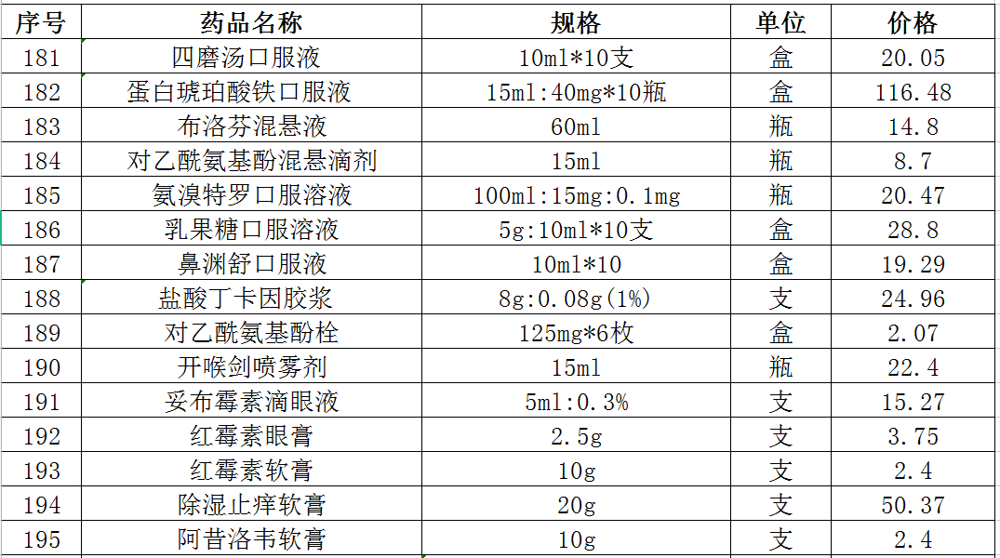 序号 药品名称 规格 单位 价格
181 四磨汤口服液 10ml*10支 盒 20.05
182 蛋白琥珀酸铁口服液 15ml:40mg*10瓶 盒 116.48
183 布洛芬混悬液 60ml 瓶 14.8
184 对乙酰氨基酚混悬滴剂 15ml 瓶 8.7
185 氨溴特罗口服溶液 100ml:15mg:0.1mg 瓶 20.47
186 乳果糖口服溶液 5g:10ml*10支 盒 28.8
187 鼻渊舒口服液 10ml*10 盒 19.29
188 盐酸丁卡因胶浆 8g:0.08g(1%) 支 24.96
189 对乙酰氨基酚栓 125mg*6枚 盒 2.07
190 开喉剑喷雾剂 15ml 瓶 22.4
191 妥布霉素滴眼液 5ml:0.3% 支 15.27
192 红霉素眼膏 2.5g 支 3.75
193 红霉素软膏 10g 支 2.4
194 除湿止痒软膏 20g 支 50.37
195 阿昔洛韦软膏 10g 支 2.4